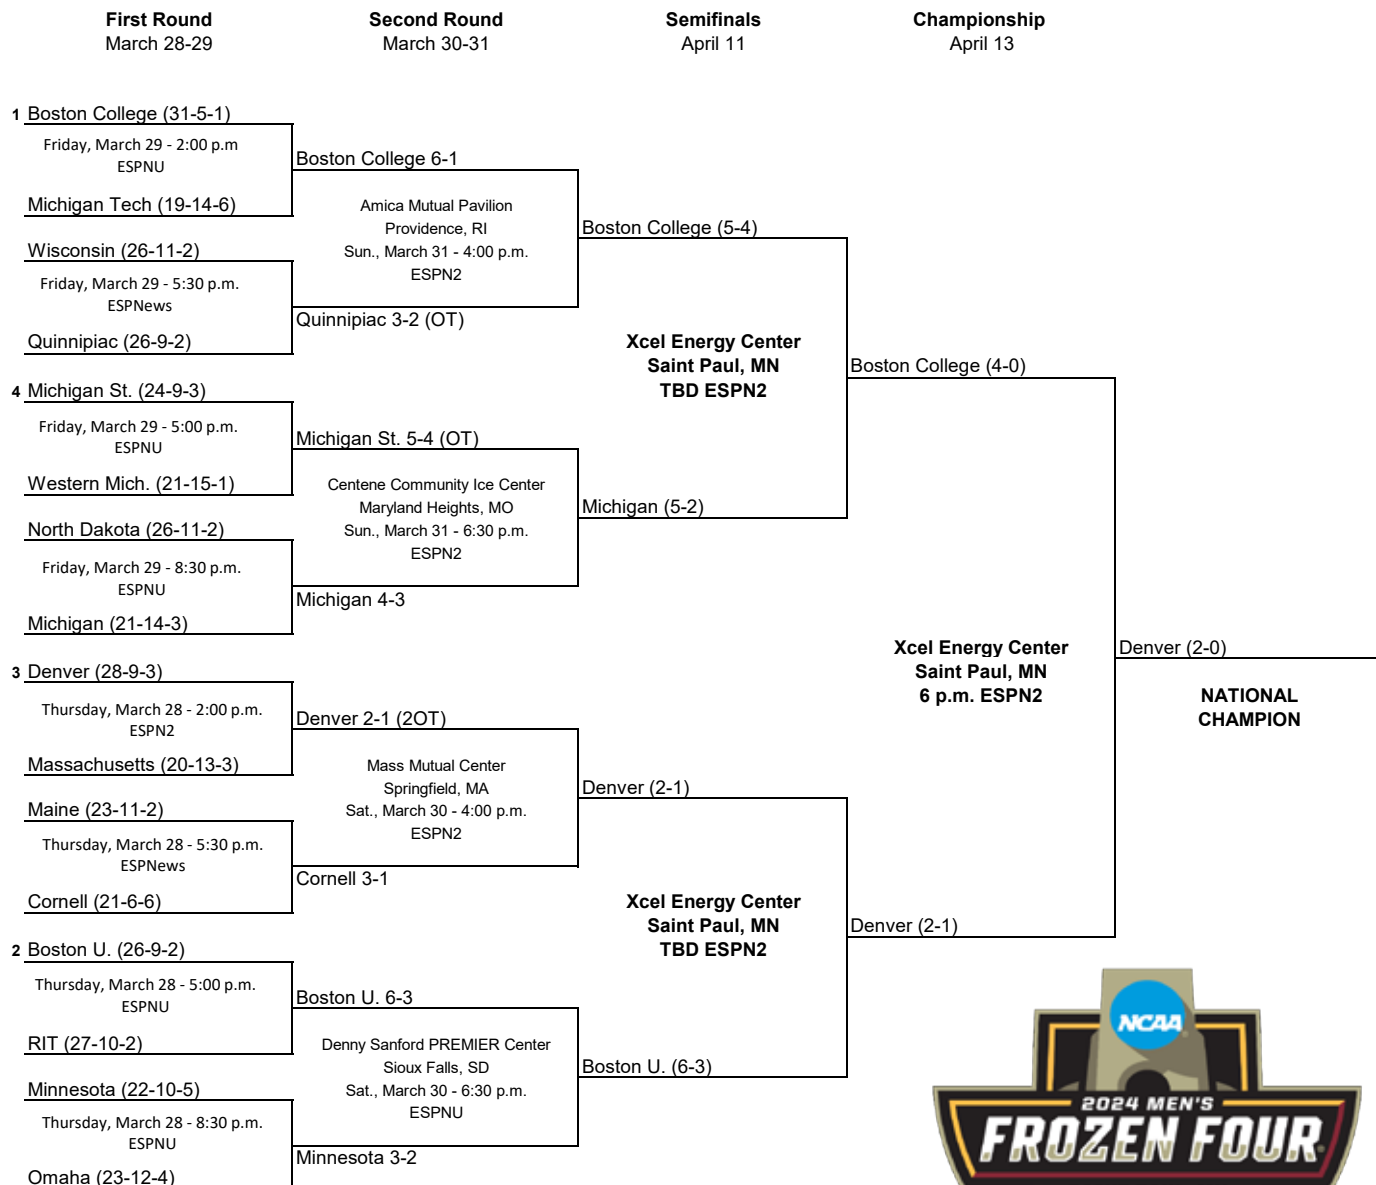 First Round
March 28-29
Second Round
March 30-31
Semifinals
April 11
Championship
April 13
1 Boston College (31-5-1)
Friday, March 29 - 2:00 p.m
ESPNU
Michigan Tech (19-14-6)
Boston College 6-1
Wisconsin (26-11-2)
Friday, March 29 - 5:30 p.m.
ESPNews
Quinnipiac (26-9-2)
Quinnipiac 3-2 (OT)
Amica Mutual Pavilion
Providence, RI
Sun., March 31 - 4:00 p.m.
ESPN2
Boston College (5-4)
4 Michigan St. (24-9-3)
Friday, March 29 - 5:00 p.m.
ESPNU
Western Mich. (21-15-1)
Michigan St. 5-4 (OT)
North Dakota (26-11-2)
Friday, March 29 - 8:30 p.m.
ESPNU
Michigan (21-14-3)
Michigan 4-3
Centene Community Ice Center
Maryland Heights, MO
Sun., March 31 - 6:30 p.m.
ESPN2
Michigan (5-2)
Xcel Energy Center
Saint Paul, MN
TBD ESPN2
Boston College (4-0)
3 Denver (28-9-3)
Thursday, March 28 - 2:00 p.m.
ESPN2
Massachusetts (20-13-3)
Denver 2-1 (2OT)
Maine (23-11-2)
Thursday, March 28 - 5:30 p.m.
ESPNews
Cornell (21-6-6)
Cornell 3-1
Mass Mutual Center
Springfield, MA
Sat., March 30 - 4:00 p.m.
ESPN2
Denver (2-1)
2 Boston U. (26-9-2)
Thursday, March 28 - 5:00 p.m.
ESPNU
RIT (27-10-2)
Boston U. 6-3
Minnesota (22-10-5)
Thursday, March 28 - 8:30 p.m.
ESPNU
Omaha (23-12-4)
Minnesota 3-2
Denny Sanford PREMIER Center
Sioux Falls, SD
Sat., March 30 - 6:30 p.m.
ESPNU
Boston U. (6-3)
Xcel Energy Center
Saint Paul, MN
TBD ESPN2
Denver (2-1)
Xcel Energy Center
Saint Paul, MN
6 p.m. ESPN2
Denver (2-0)
NATIONAL
CHAMPION
NCAA
2024 MEN'S
FROZEN FOUR